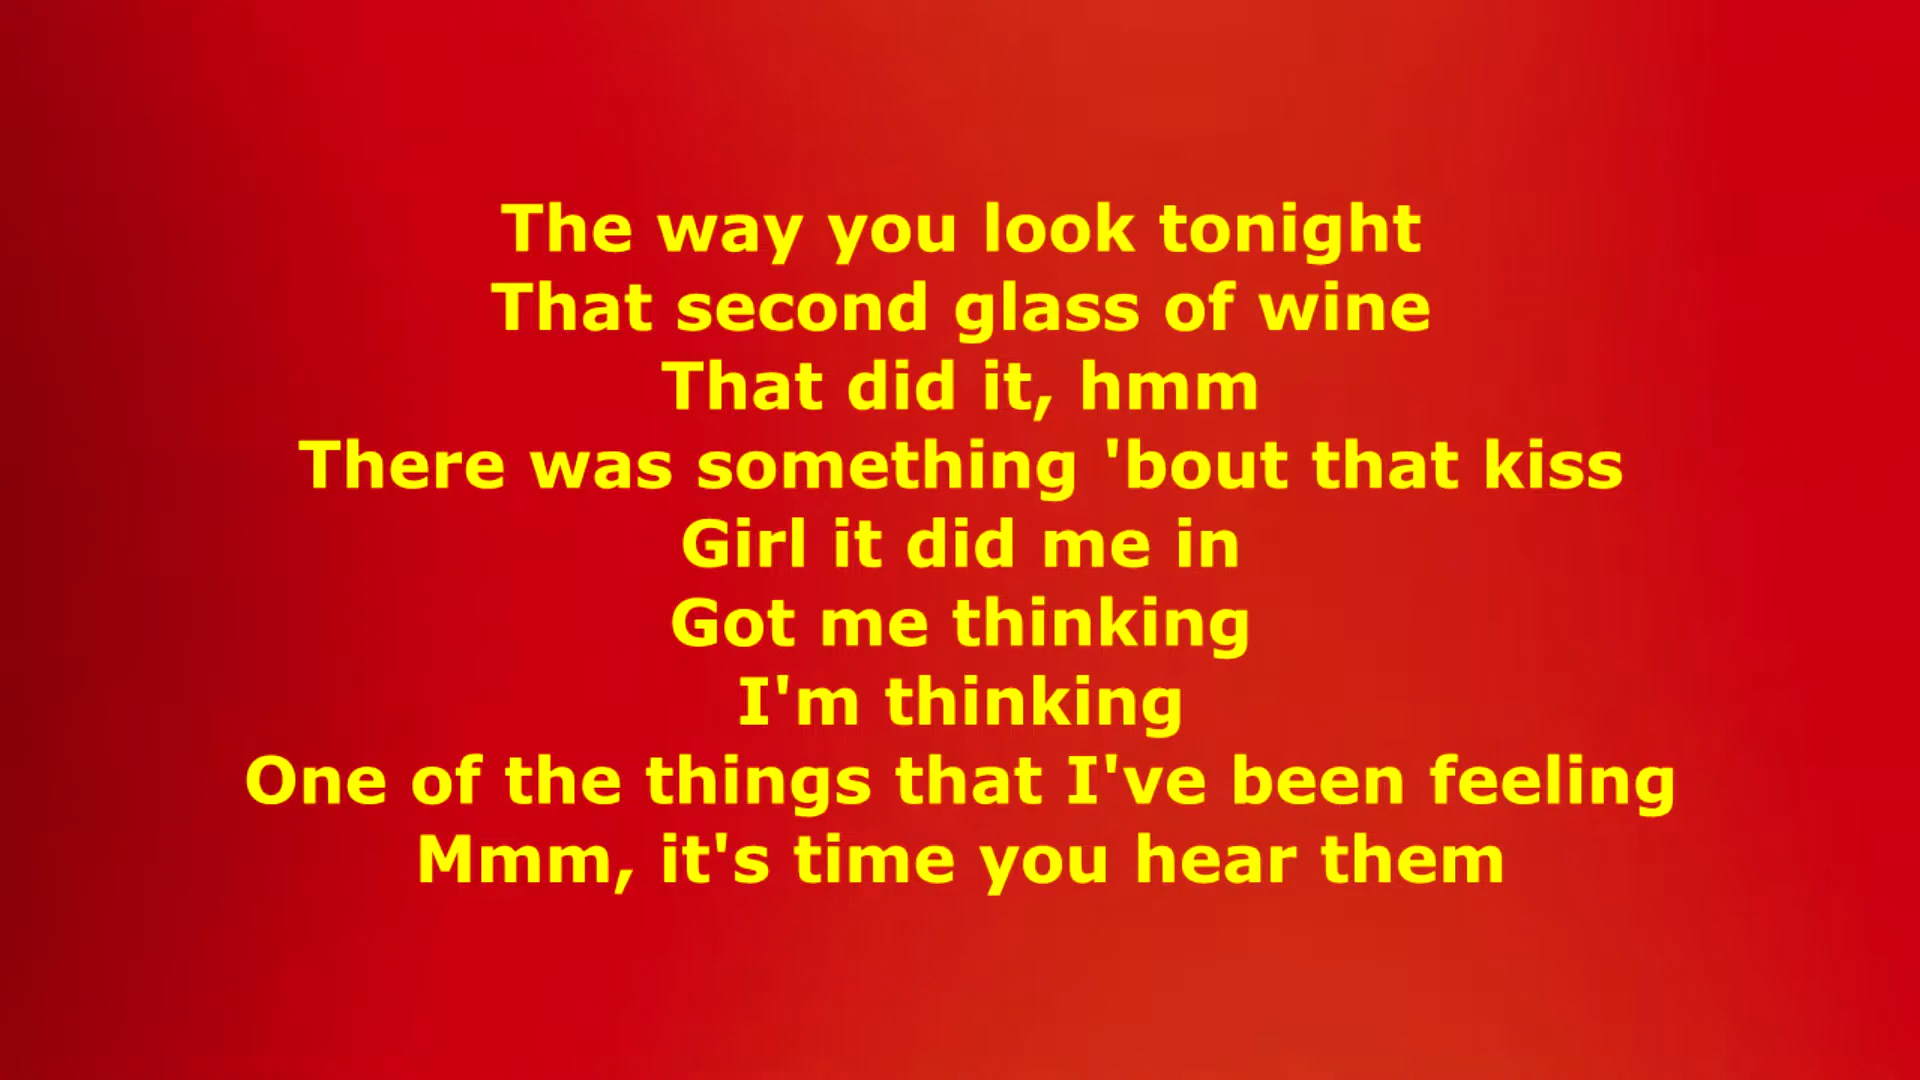 The way you look tonight
That second glass of wine
That did it, hmm
There was something 'bout that kiss
Girl it did me in
Got me thinking
I'm thinking
One of the things that I've been feeling
Mmm, it's time you hear them